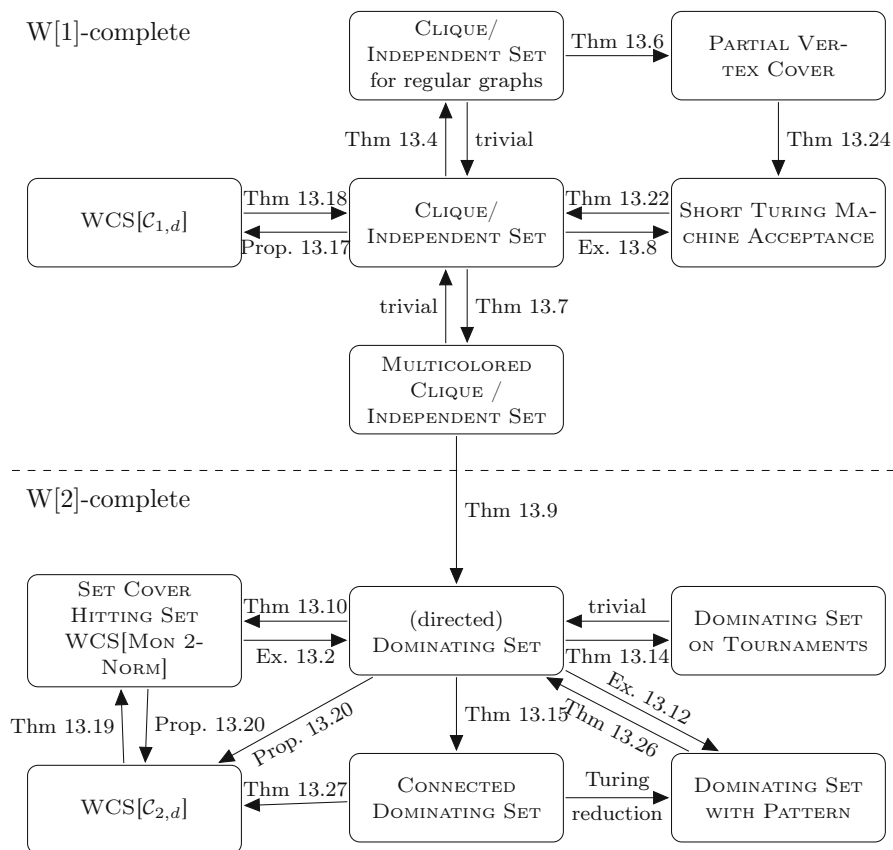 W[1]-complete
CLIQUE/
INDEPENDENT SET
for regular graphs
Thm 13.6
PARTIAL VER-
TEX COVER
Thm 13.4
trivial
Thm 13.24
WCS[𝒞1,d]
Thm 13.18
Prop. 13.17
CLIQUE/
INDEPENDENT SET
Thm 13.22
Ex. 13.8
SHORT TURING MA-
CHINE ACCEPTANCE
trivial
Thm 13.7
MULTICOLORED
CLIQUE /
INDEPENDENT SET
W[2]-complete
Thm 13.9
SET COVER
HITTING SET
WCS[MON 2-
NORM]
Thm 13.10
Ex. 13.2
(directed)
DOMINATING SET
trivial
Thm 13.14
DOMINATING SET
ON TOURNAMENTS
Thm 13.19
Prop. 13.20
Prop. 13.20
Thm 13.15
Ex. 13.12
Thm 13.26
WCS[𝒞2,d]
Thm 13.27
CONNECTED
DOMINATING SET
Turing
reduction
DOMINATING SET
WITH PATTERN